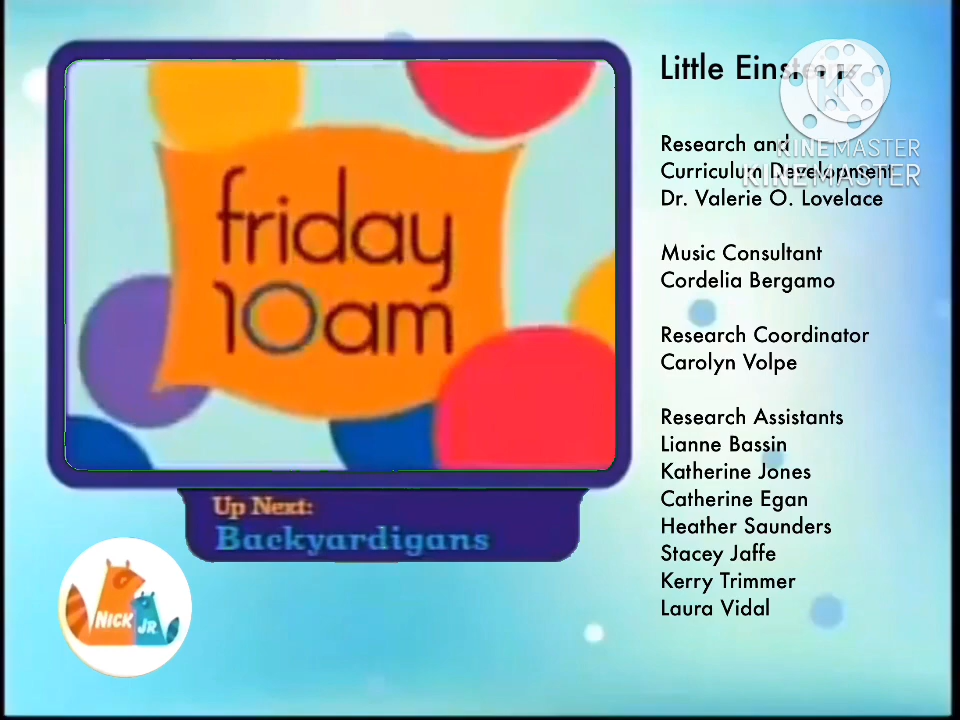 friday
10am
Up Next:
Backyardigans
NICK JR.
Little Einsteins
KINEMASTER
KINEMASTER
Research and
Curriculum Development
Dr. Valerie O. Lovelace
Music Consultant
Cordelia Bergamo
Research Coordinator
Carolyn Volpe
Research Assistants
Lianne Bassin
Katherine Jones
Catherine Egan
Heather Saunders
Stacey Jaffe
Kerry Trimmer
Laura Vidal